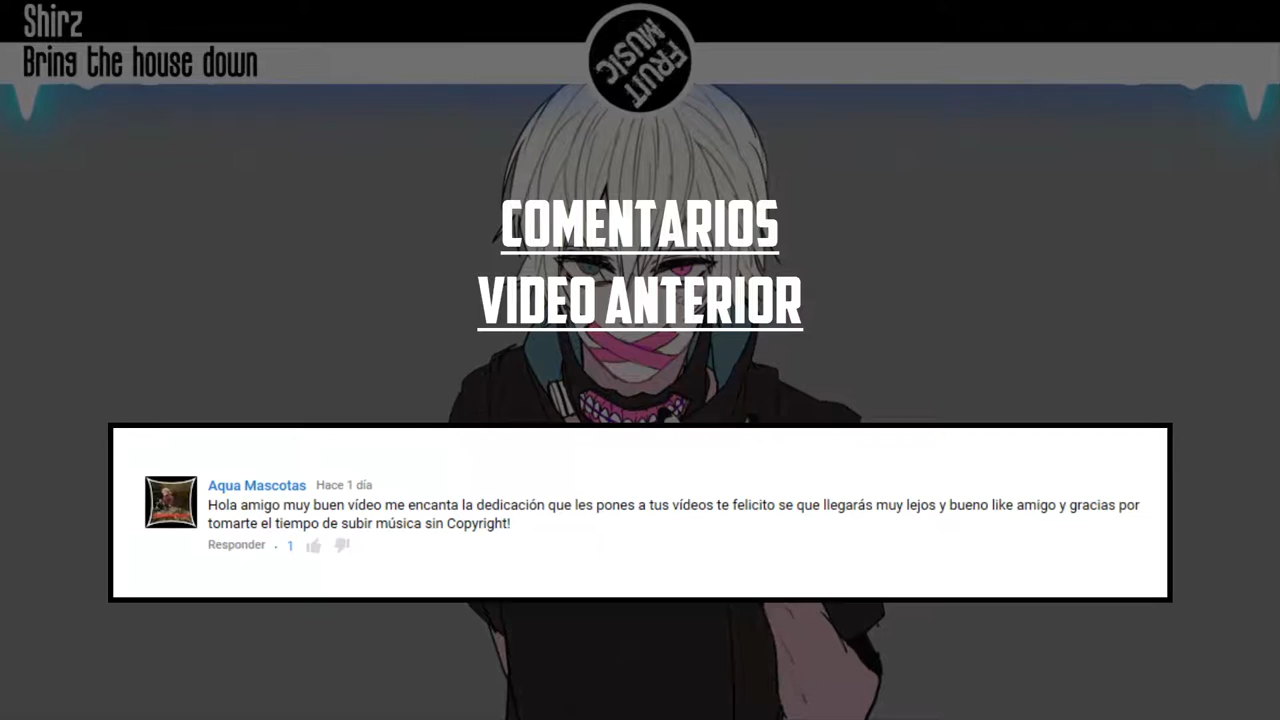 Shirz
Bring the house down
FRUIT
MUSIC
COMENTARIOS
VIDEO ANTERIOR
Aqua Mascotas Hace 1 día
Hola amigo muy buen vídeo me encanta la dedicación que les pones a tus vídeos te felicito se que llegarás muy lejos y bueno like amigo y gracias por
tomarte el tiempo de subir música sin Copyright!
Responder . 1